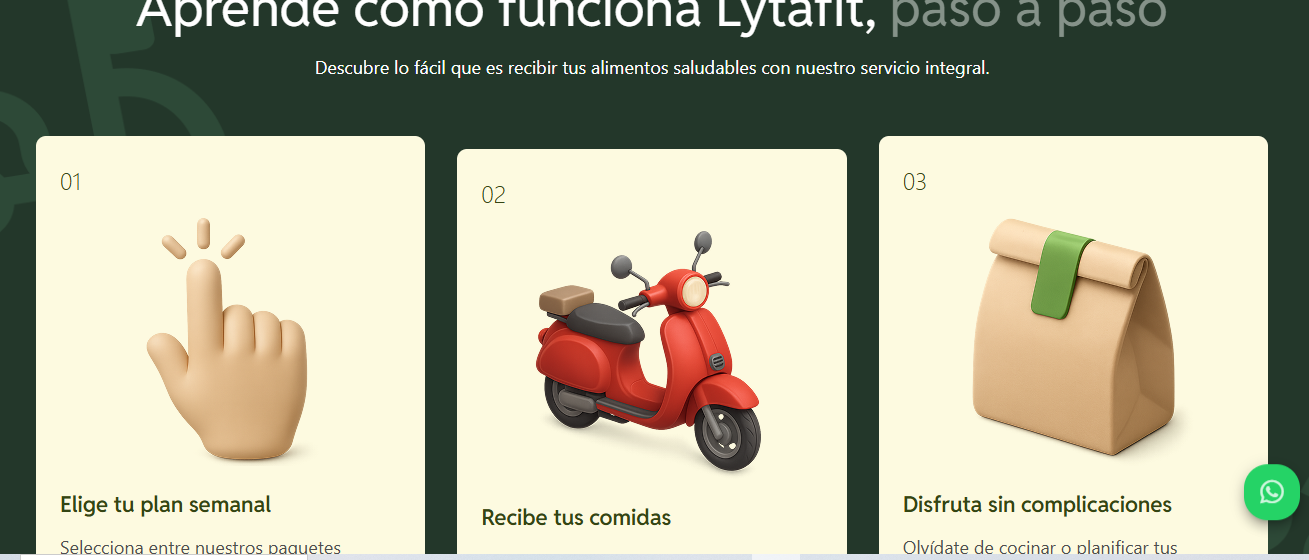 Aprende cómo funciona Lytafit, paso a paso
Descubre lo fácil que es recibir tus alimentos saludables con nuestro servicio integral.
01
02
03
Elige tu plan semanal
Recibe tus comidas
Disfruta sin complicaciones
Selecciona entre nuestros paquetes
Olvídate de cocinar o planificar tus